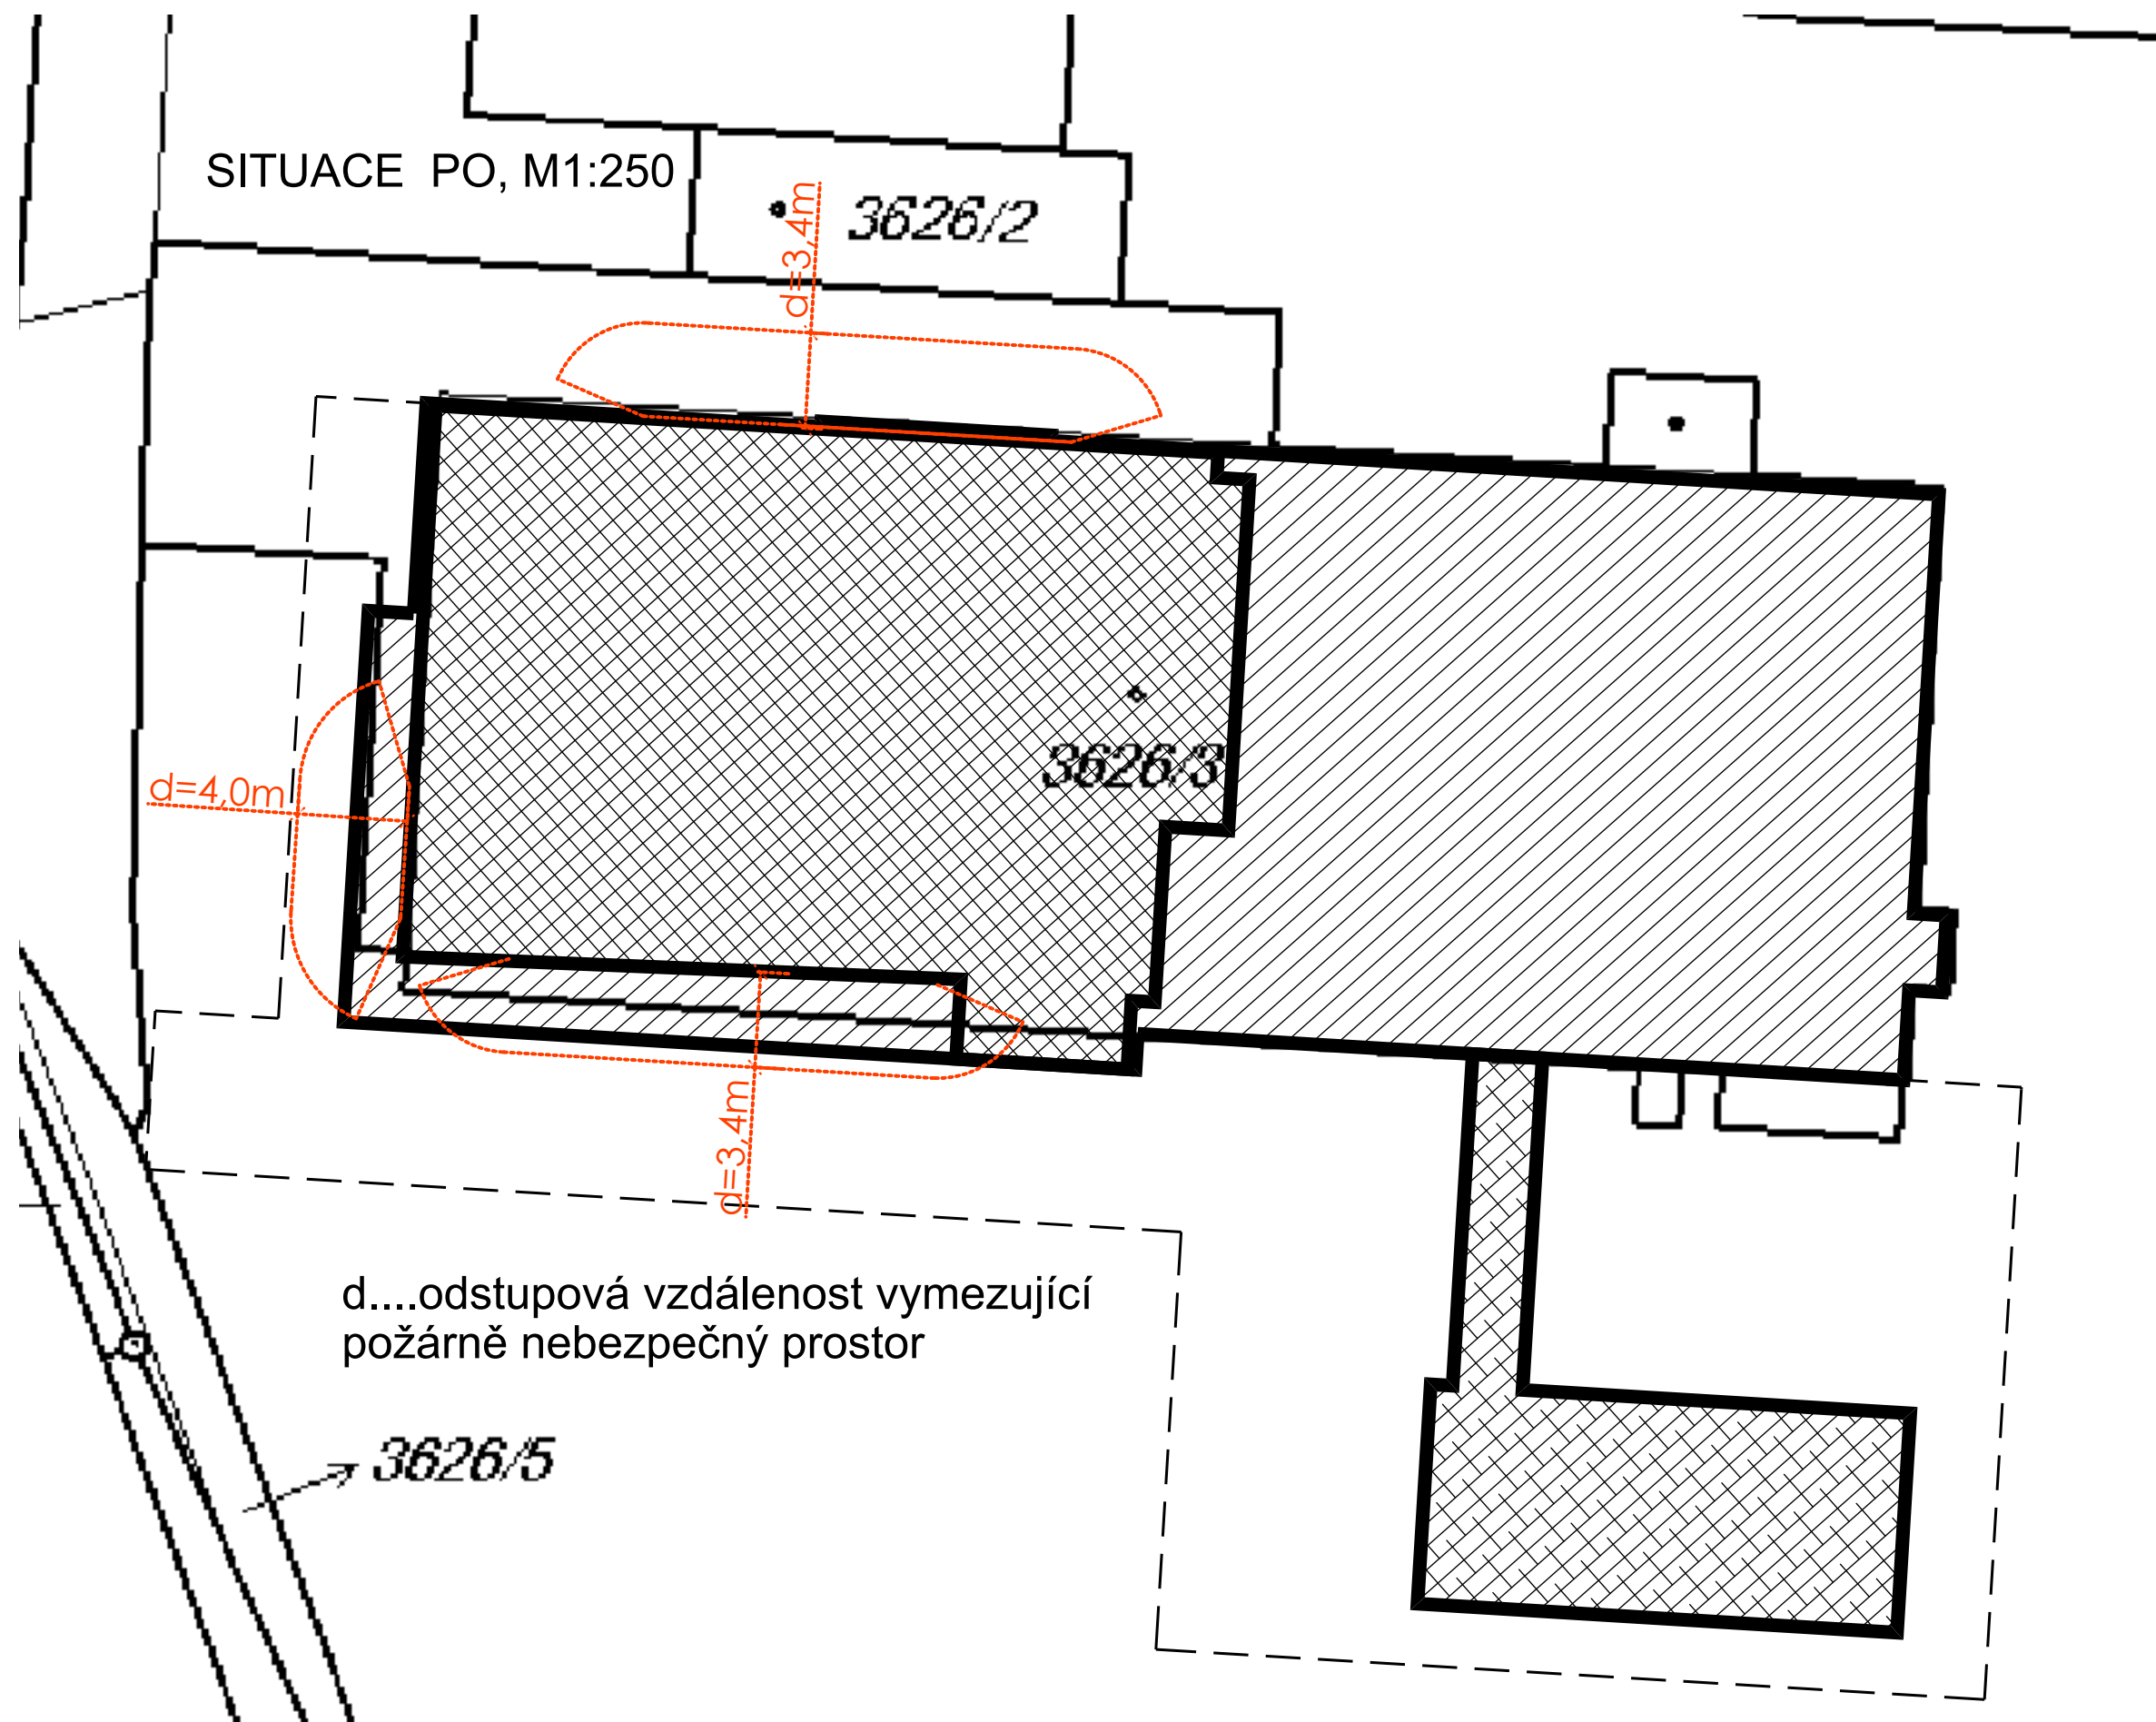 SITUACE PO, M1:250
d=3,4m
3626/2
3626/3
d=4,0m
d=3,4m
d....odstupová vzdálenost vymezující
požárně nebezpečný prostor
3626/5